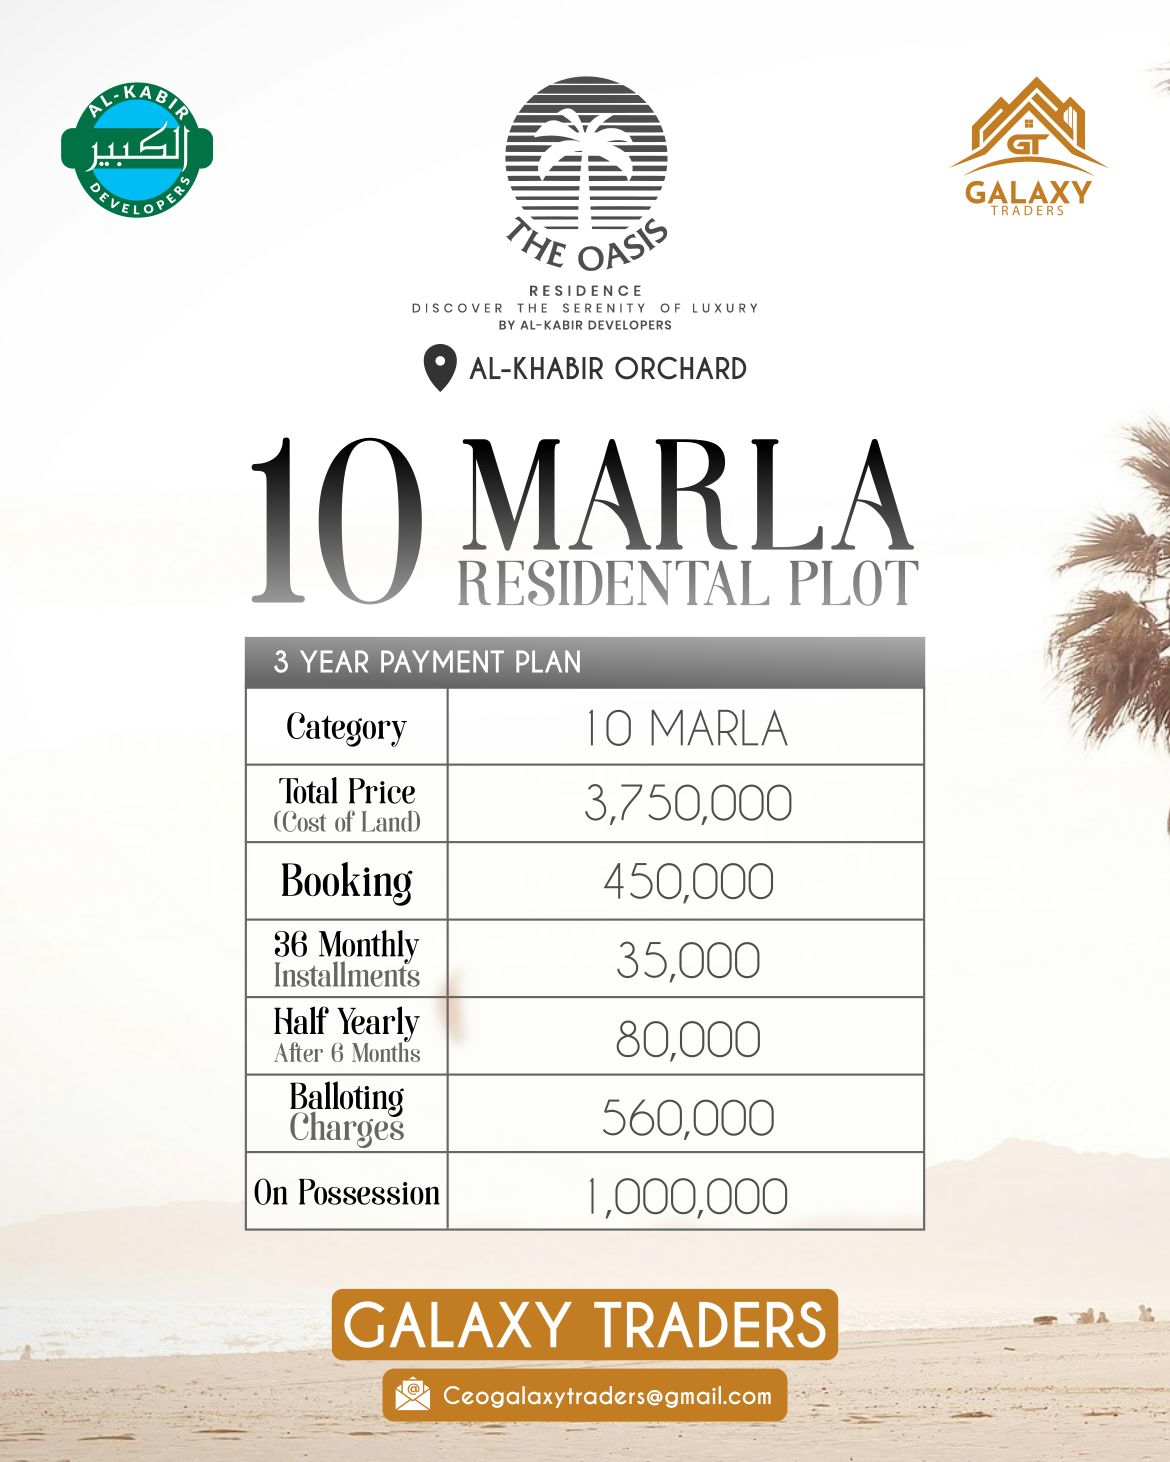 AL-KABIR
الكبير
DEVELOPERS
THE OASIS
RESIDENCE
DISCOVER THE SERENITY OF LUXURY
BY AL-KABIR DEVELOPERS
AL-KHABIR ORCHARD
GT
GALAXY
TRADERS
10 MARLA
RESIDENTAL PLOT
3 YEAR PAYMENT PLAN
Category 10 MARLA
Total Price 3,750,000
(Cost of Land)
Booking 450,000
36 Monthly 35,000
Installments
Half Yearly 80,000
After 6 Months
Balloting 560,000
Charges
On Possession 1,000,000
GALAXY TRADERS
Ceogalaxytraders@gmail.com